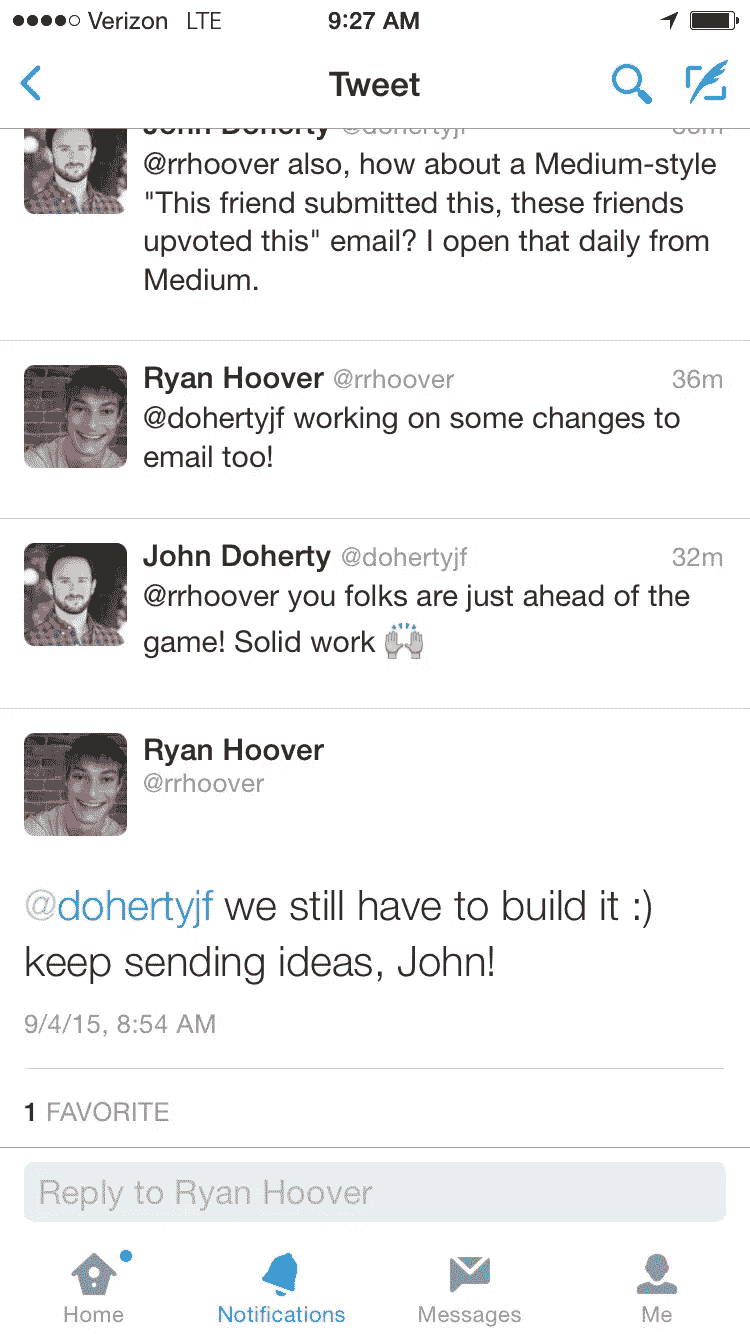 Verizon LTE 9:27 AM
Tweet
John Doherty @dohertyjf
@rrhoover also, how about a Medium-style
"This friend submitted this, these friends
upvoted this" email? I open that daily from
Medium.
Ryan Hoover @rrhoover 36m
@dohertyjf working on some changes to
email too!
John Doherty @dohertyjf 32m
@rrhoover you folks are just ahead of the
game! Solid work 🙌
Ryan Hoover
@rrhoover
@dohertyjf we still have to build it :)
keep sending ideas, John!
9/4/15, 8:54 AM
1 FAVORITE
Reply to Ryan Hoover
Home Notifications Messages Me